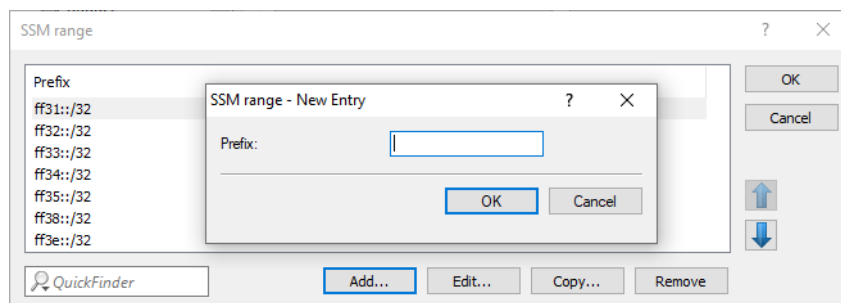 SSM range
Prefix
ff31::/32
ff32::/32
ff33::/32
ff34::/32
ff35::/32
ff38::/32
ff3e::/32
SSM range - New Entry
?
Prefix:
OK
Cancel
?
OK
Cancel
QuickFinder
Add...
Edit...
Copy...
Remove